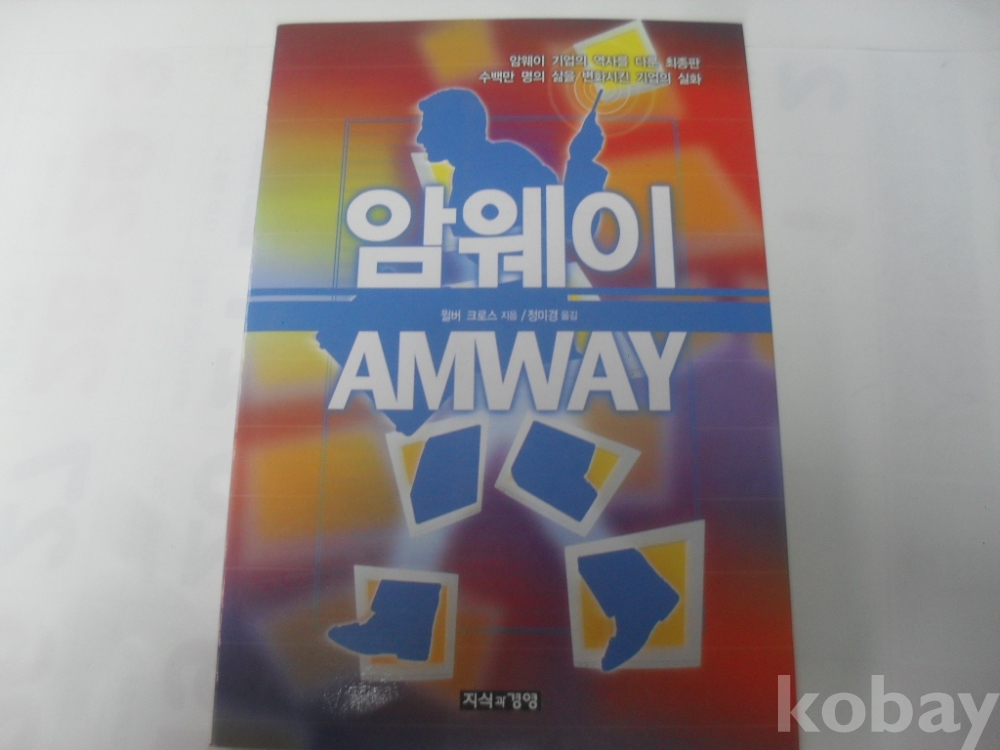 암웨이 기업의 역사를 다룬 최종판
수백만 명의 삶을 변화시킨 기업의 실화
암웨이
윌버 크로스 지음 / 정미경 옮김
AMWAY
지식과경영
kobay